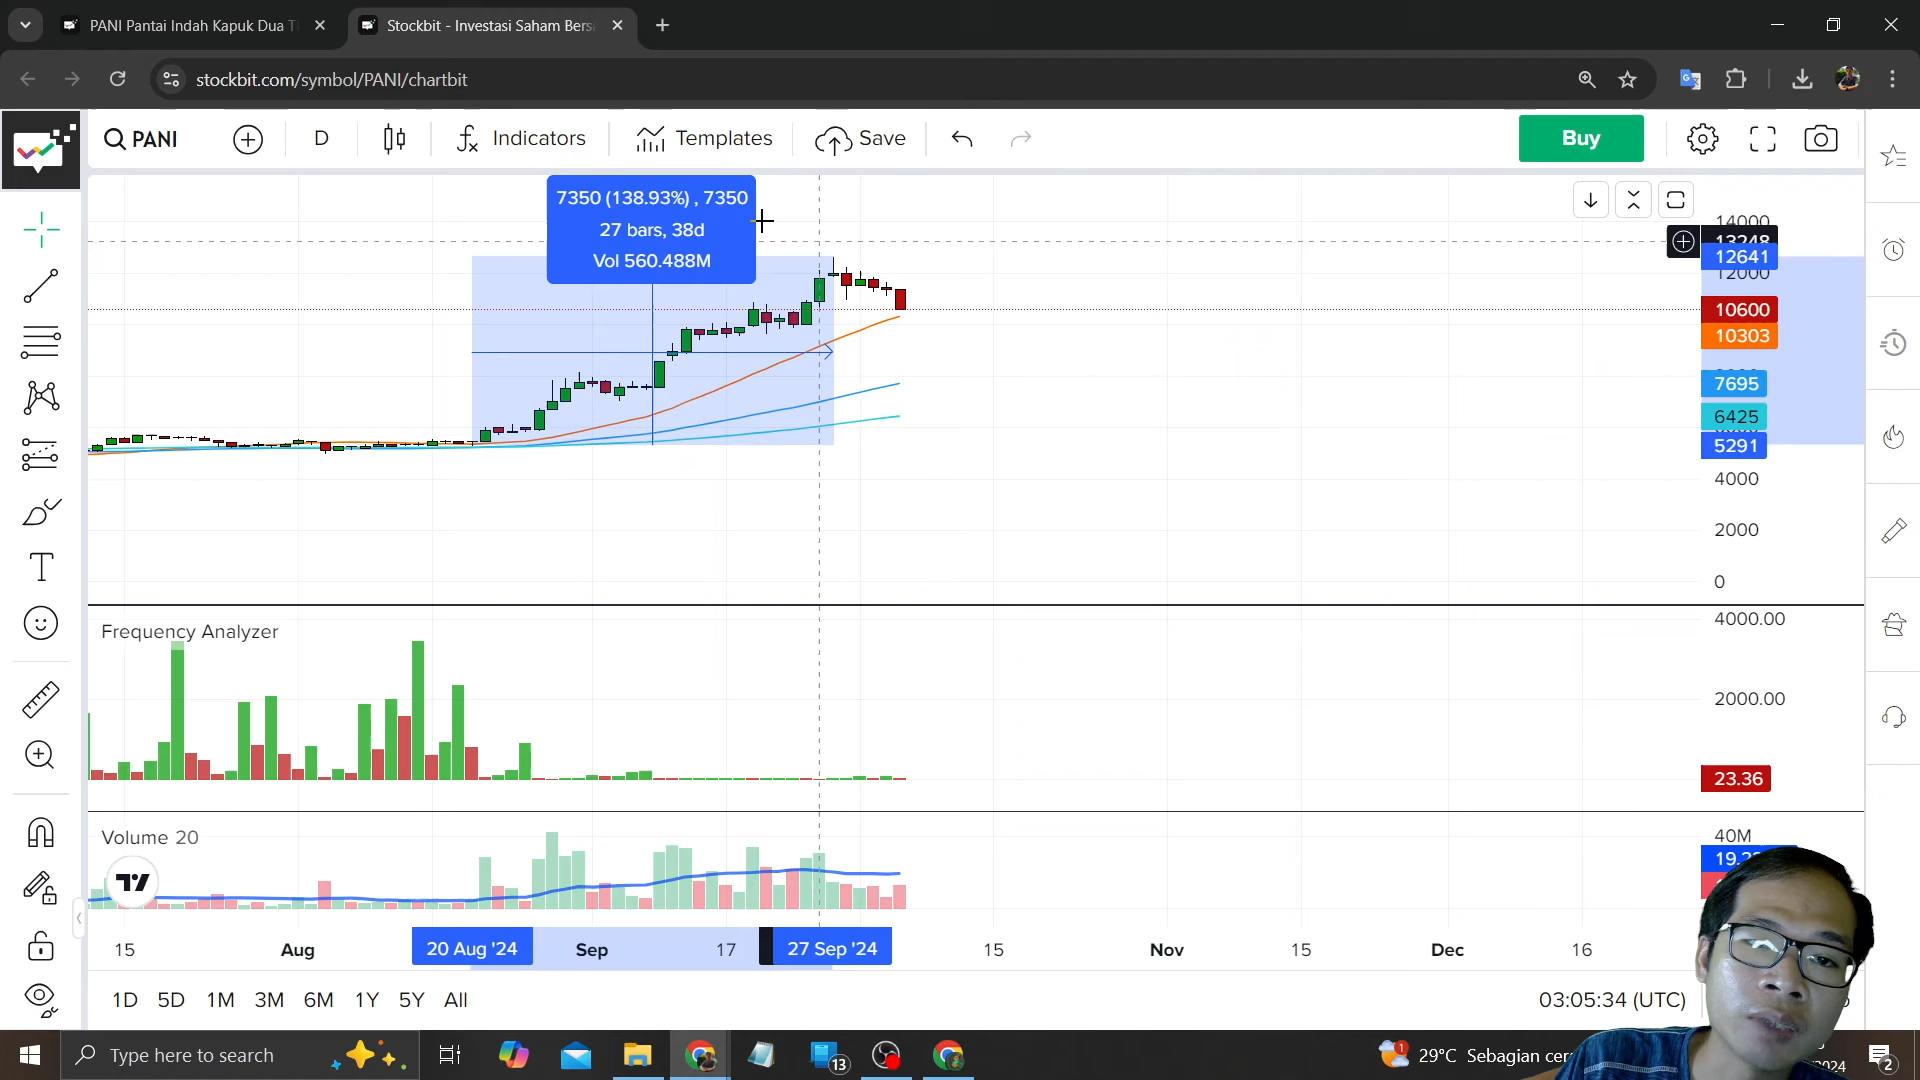 PANI Pantai Indah Kapuk Dua T
Stockbit - Investasi Saham Bers
stockbit.com/symbol/PANI/chartbit
PANI
D
Indicators
Templates
Save
Buy
7350 (138.93%) , 7350
27 bars, 38d
Vol 560.488M
14000
13248
12641
12000
10600
10303
7695
6425
5291
4000
2000
0
Frequency Analyzer
4000.00
2000.00
23.36
Volume 20
40M
15
Aug
20 Aug '24
Sep
17
27 Sep '24
15
Nov
15
Dec
16
1D
5D
1M
3M
6M
1Y
5Y
All
03:05:34 (UTC)
Type here to search
13
1
29°C
Sebagian
2024
2